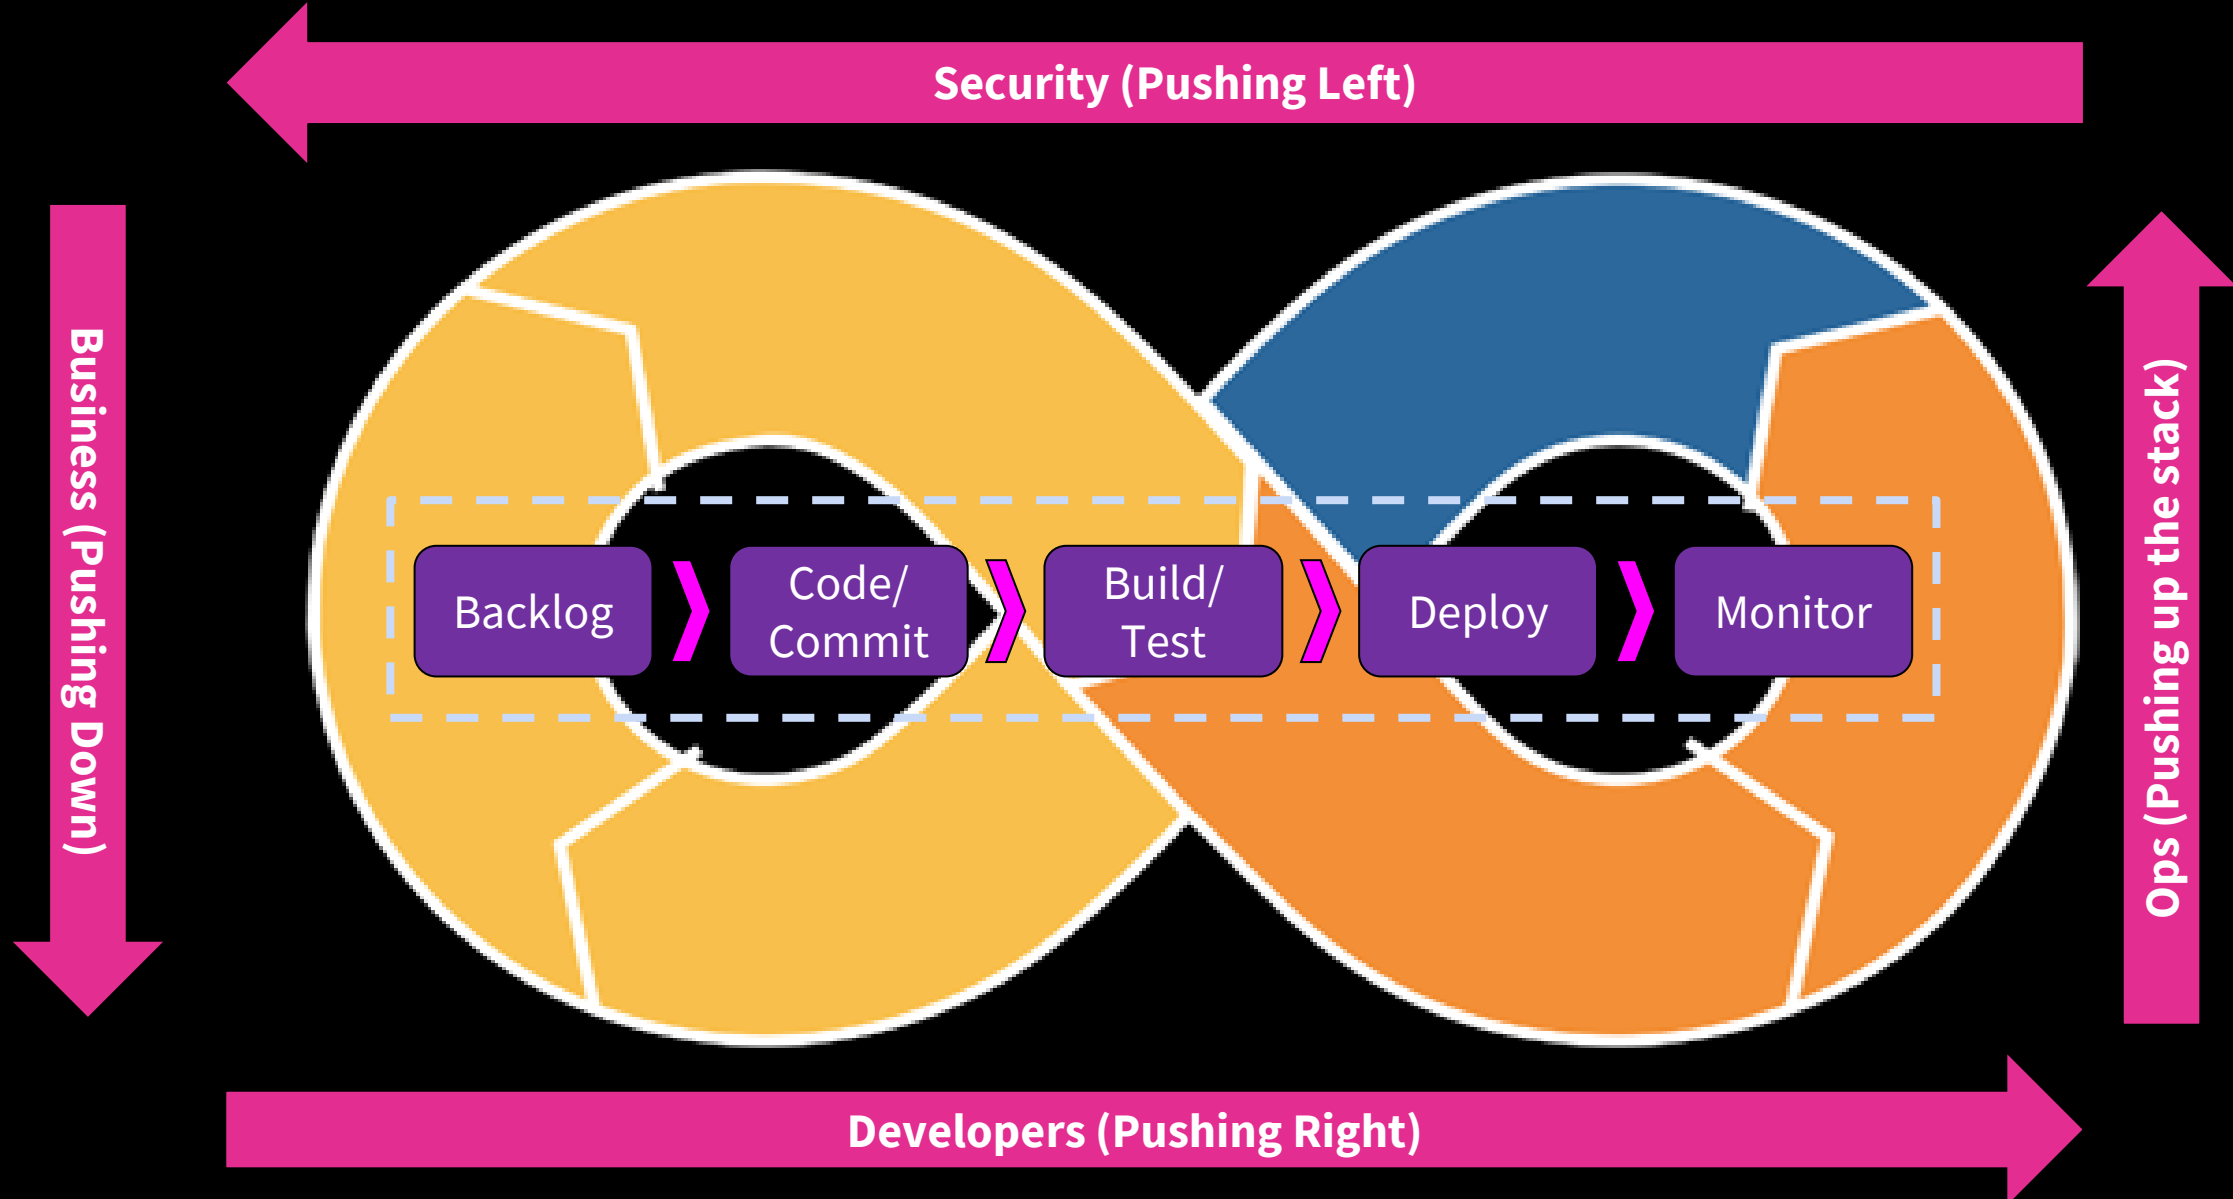 Security (Pushing Left)
Business (Pushing Down)
Backlog
Code/
Commit
Build/
Test
Deploy
Monitor
Ops (Pushing up the stack)
Developers (Pushing Right)